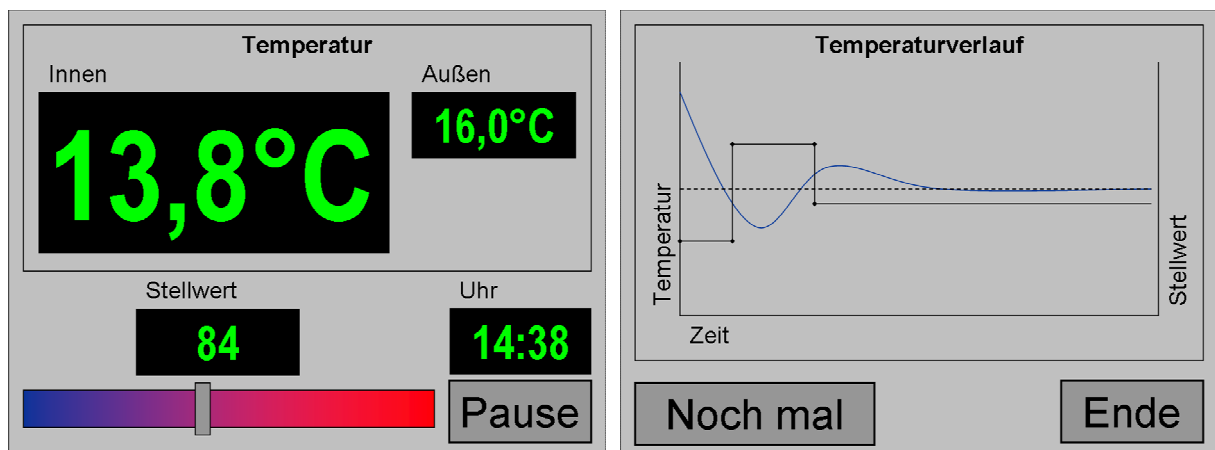 Temperatur
Innen
Außen
13,8°C
16,0°C
Stellwert
Uhr
84
14:38
Pause
Temperaturverlauf
Temperatur
Stellwert
Zeit
Noch mal
Ende